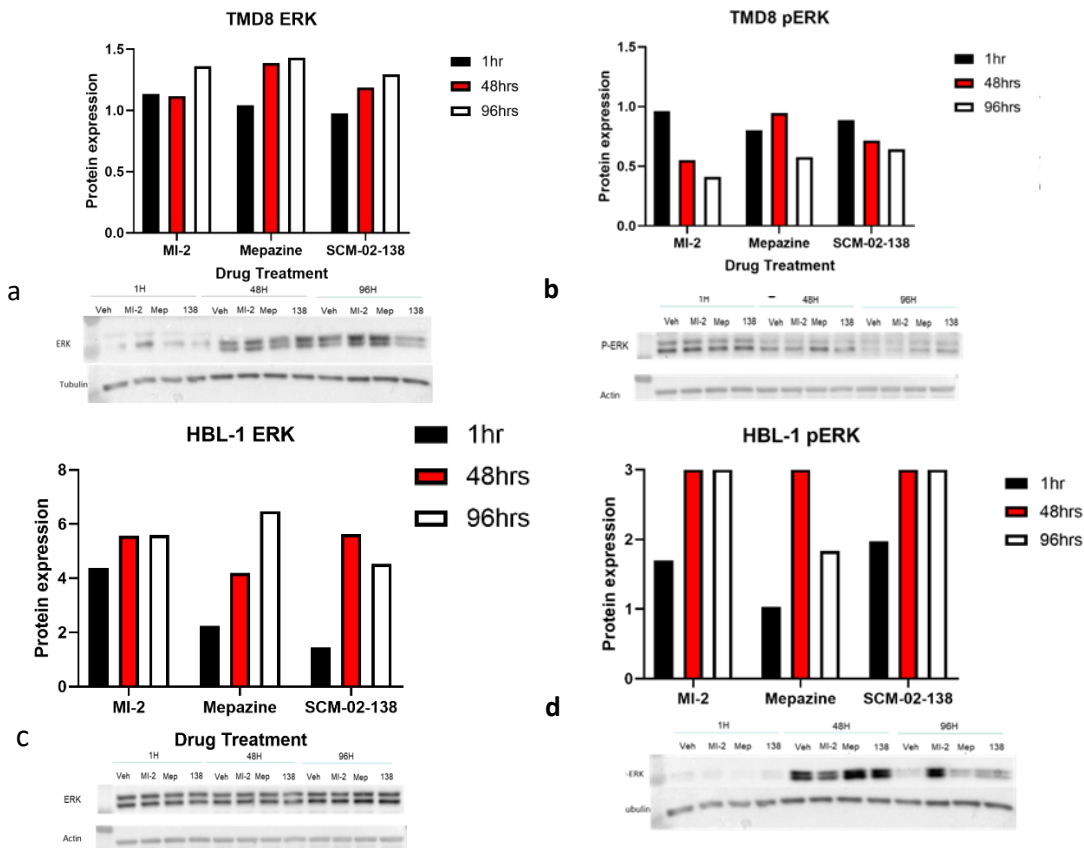 TMD8 ERK
Protein expression
1.5
1.0
0.5
0.0
MI-2 Mepazine SCM-02-138
Drug Treatment
1hr
48hrs
96hrs
a
1H 48H 96H
Veh MI-2 Mep 138 Veh MI-2 Mep 138 Veh MI-2 Mep 138
ERK
Tubulin
TMD8 pERK
Protein expression
1.5
1.0
0.5
0.0
MI-2 Mepazine SCM-02-138
Drug Treatment
1hr
48hrs
96hrs
b
1H 48H 96H
Veh MI-2 Mep 138 Veh MI-2 Mep 138 Veh MI-2 Mep 138
P-ERK
Actin
HBL-1 ERK
Protein expression
8
6
4
2
0
MI-2 Mepazine SCM-02-138
Drug Treatment
1hr
48hrs
96hrs
c
1H 48H 96H
Veh MI-2 Mep 138 Veh MI-2 Mep 138 Veh MI-2 Mep 138
ERK
Actin
HBL-1 pERK
Protein expression
3
2
1
0
MI-2 Mepazine SCM-02-138
1hr
48hrs
96hrs
d
1H 48H 96H
Veh MI-2 Mep 138 Veh MI-2 Mep 138 Veh MI-2 Mep 138
-ERK
ubulin